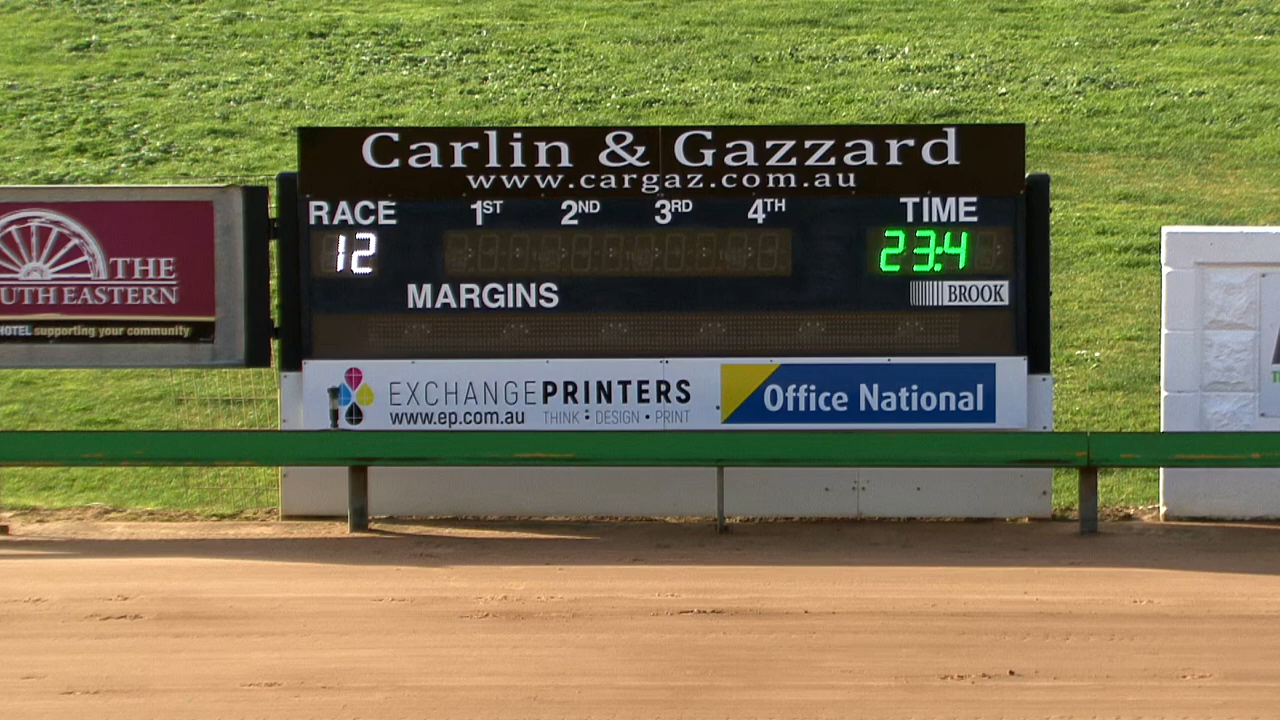 Carlin & Gazzard
www.cargaz.com.au
RACE 1ST 2ND 3RD 4TH TIME
12 23:4
MARGINS
BROOK
THE
UTH EASTERN
HOTEL supporting your community
EXCHANGEPRINTERS
www.ep.com.au THINK : DESIGN • PRINT
Office National